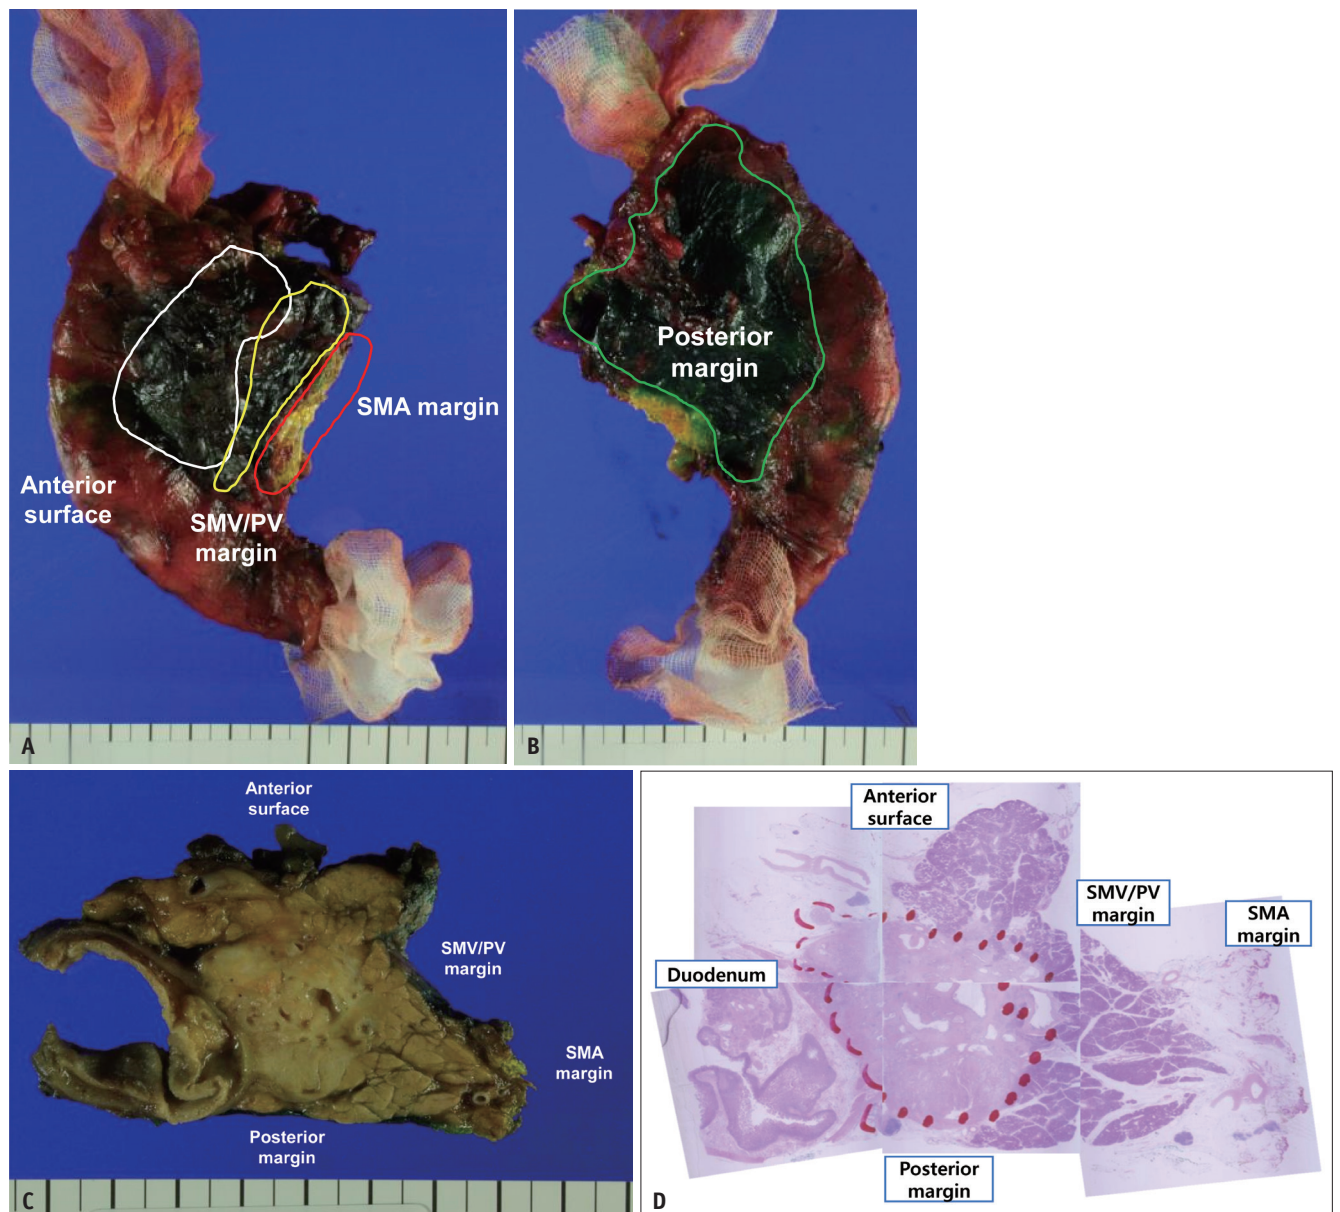 SMA margin
Anterior
surface
SMV/PV
margin
A
Posterior
margin
B
Anterior
surface
SMV/PV
margin
SMA
margin
Posterior
margin
C
Anterior
surface
SMV/PV
margin
SMA
margin
Duodenum
Posterior
margin
D